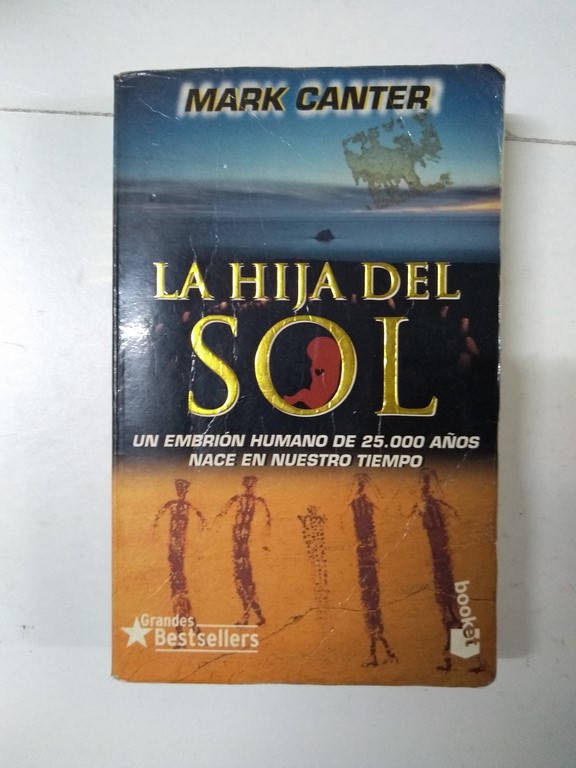 MARK CANTER
LA HIJA DEL
SOL
UN EMBRIÓN HUMANO DE 25.000 AÑOS
NACE EN NUESTRO TIEMPO
Grandes
Bestsellers
booket